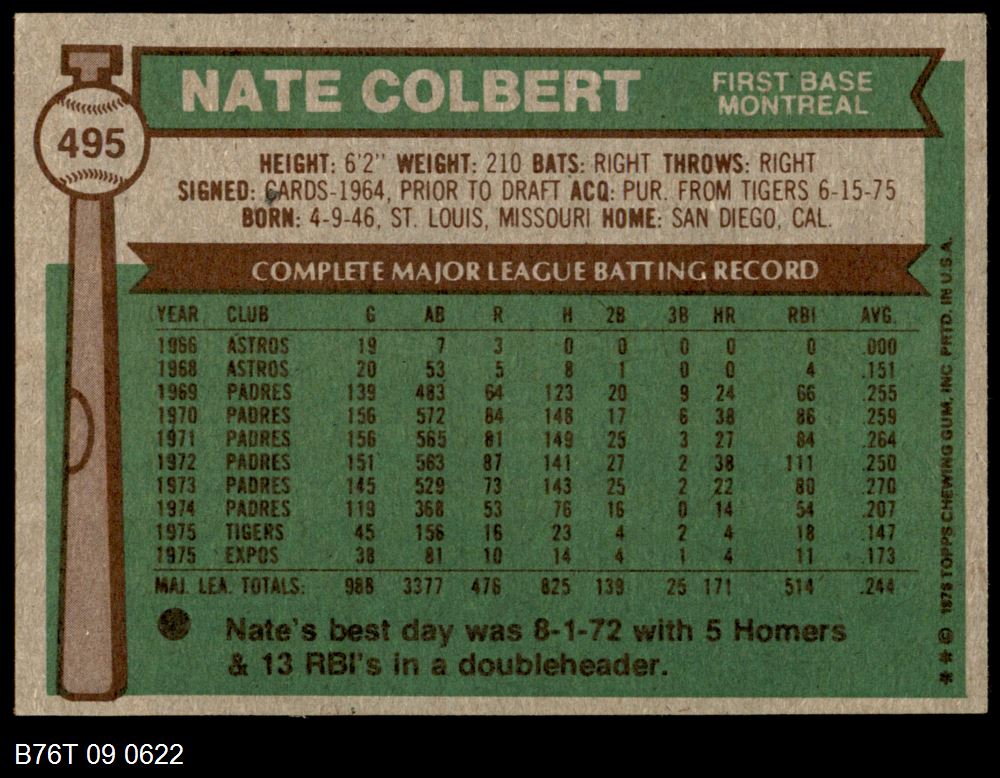 NATE COLBERT
FIRST BASE
MONTREAL
495
HEIGHT: 6'2" WEIGHT: 210 BATS: RIGHT THROWS: RIGHT
SIGNED: CARDS-1964, PRIOR TO DRAFT ACQ: PUR. FROM TIGERS 6-15-75
BORN: 4-9-46, ST. LOUIS, MISSOURI HOME: SAN DIEGO, CAL.
COMPLETE MAJOR LEAGUE BATTING RECORD
YEAR CLUB G AB R H 2B 3B HR RBI AVG.
1966 ASTROS 19 7 3 0 0 0 0 0 .000
1968 ASTROS 20 53 5 8 1 0 0 4 .151
1969 PADRES 139 483 64 123 20 9 24 66 .255
1970 PADRES 156 572 84 148 17 6 38 86 .259
1971 PADRES 156 565 81 149 25 3 27 84 .264
1972 PADRES 151 563 87 141 27 2 38 111 .250
1973 PADRES 145 529 73 143 25 2 22 80 .270
1974 PADRES 119 368 53 76 16 0 14 54 .207
1975 TIGERS 45 156 16 23 4 2 4 18 .147
1975 EXPOS 38 81 10 14 4 1 4 11 .173
MAJ. LEA. TOTALS: 988 3377 476 825 139 25 171 514 .244
Nate's best day was 8-1-72 with 5 Homers
& 13 RBI's in a doubleheader.
* * © 1976 TOPPS CHEWING GUM, INC PRTD. IN U.S.A.
B76T 09 0622